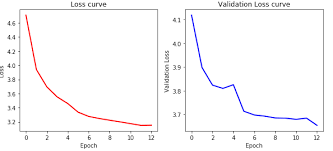 Loss curve
4.6
4.4
4.2
4.0
3.8
3.6
3.4
3.2
Loss
0 2 4 6 8 10 12
Epoch
Validation Loss curve
4.1
4.0
3.9
3.8
3.7
Validation Loss
0 2 4 6 8 10 12
Epoch